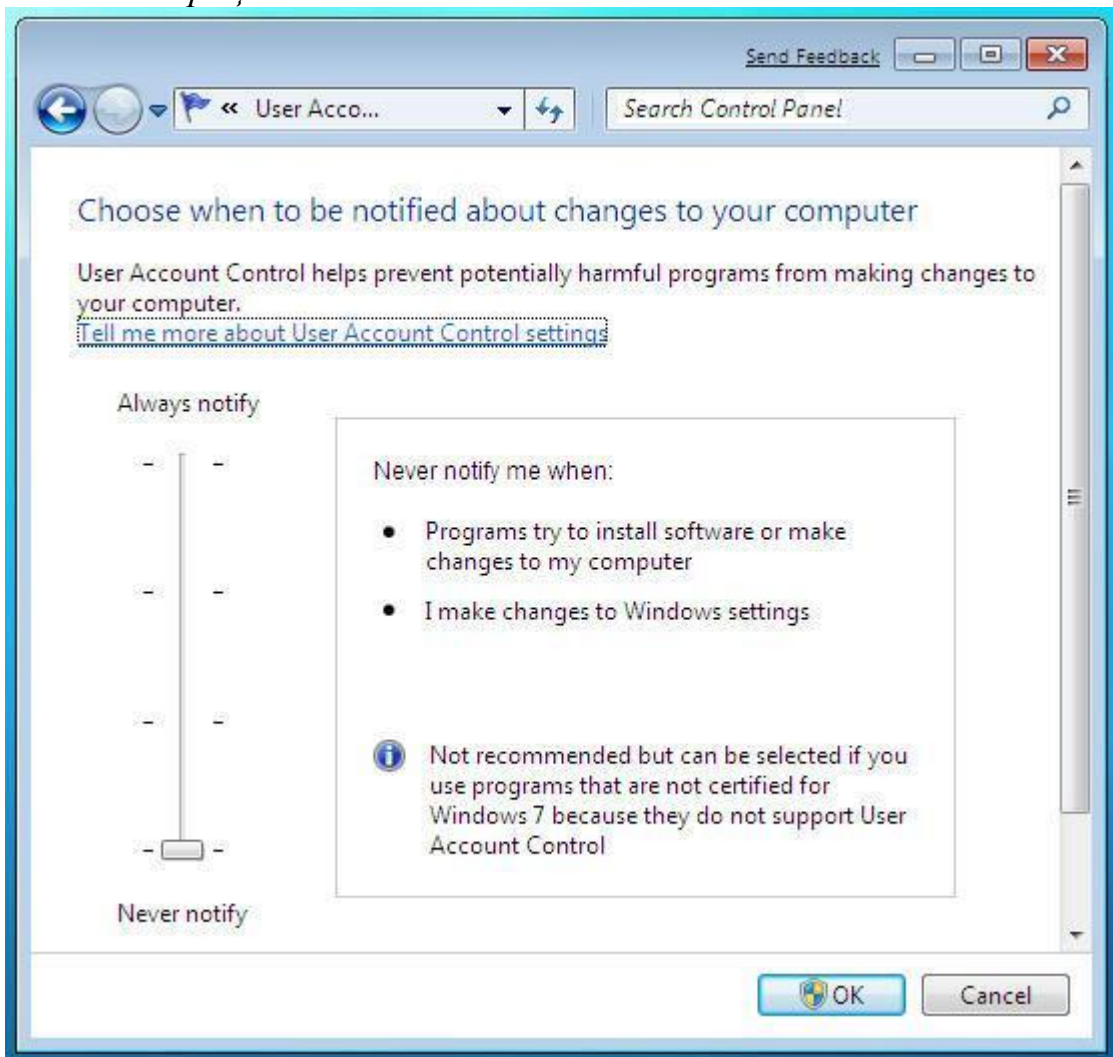 Send Feedback
« User Acco...
Search Control Panel
Choose when to be notified about changes to your computer
User Account Control helps prevent potentially harmful programs from making changes to
your computer.
Tell me more about User Account Control settings
Always notify
Never notify me when:
• Programs try to install software or make
changes to my computer
• I make changes to Windows settings
Not recommended but can be selected if you
use programs that are not certified for
Windows 7 because they do not support User
Account Control
Never notify
OK
Cancel